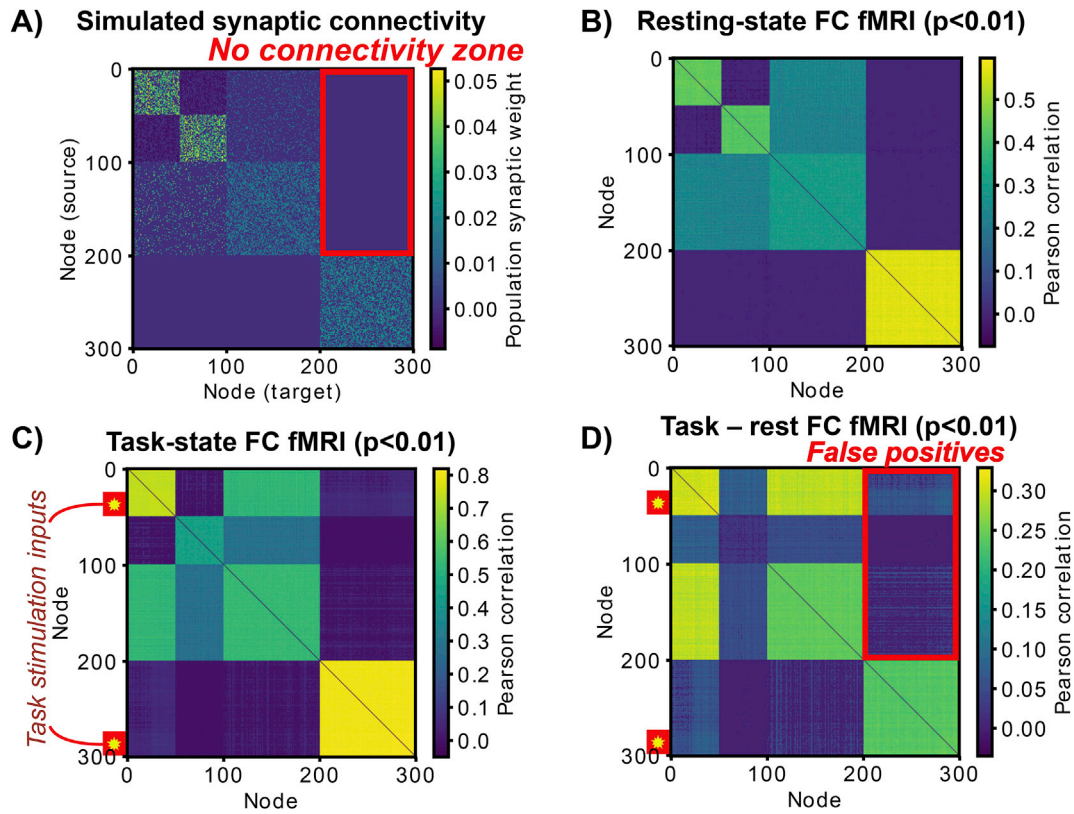 A) Simulated synaptic connectivity
No connectivity zone
0
100
200
300
Node (source)
0 100 200 300
Node (target)
0.05
0.04
0.03
0.02
0.01
0.00
Population synaptic weight
B) Resting-state FC fMRI (p<0.01)
0
100
200
300
Node
0 100 200 300
Node
0.5
0.4
0.3
0.2
0.1
0.0
Pearson correlation
C) Task-state FC fMRI (p<0.01)
Task stimulation inputs
0
100
200
300
Node
0 100 200 300
Node
0.8
0.7
0.6
0.5
0.4
0.3
0.2
0.1
0.0
Pearson correlation
D) Task – rest FC fMRI (p<0.01)
False positives
0
100
200
300
Node
0 100 200 300
Node
0.30
0.25
0.20
0.15
0.10
0.05
0.00
Pearson correlation